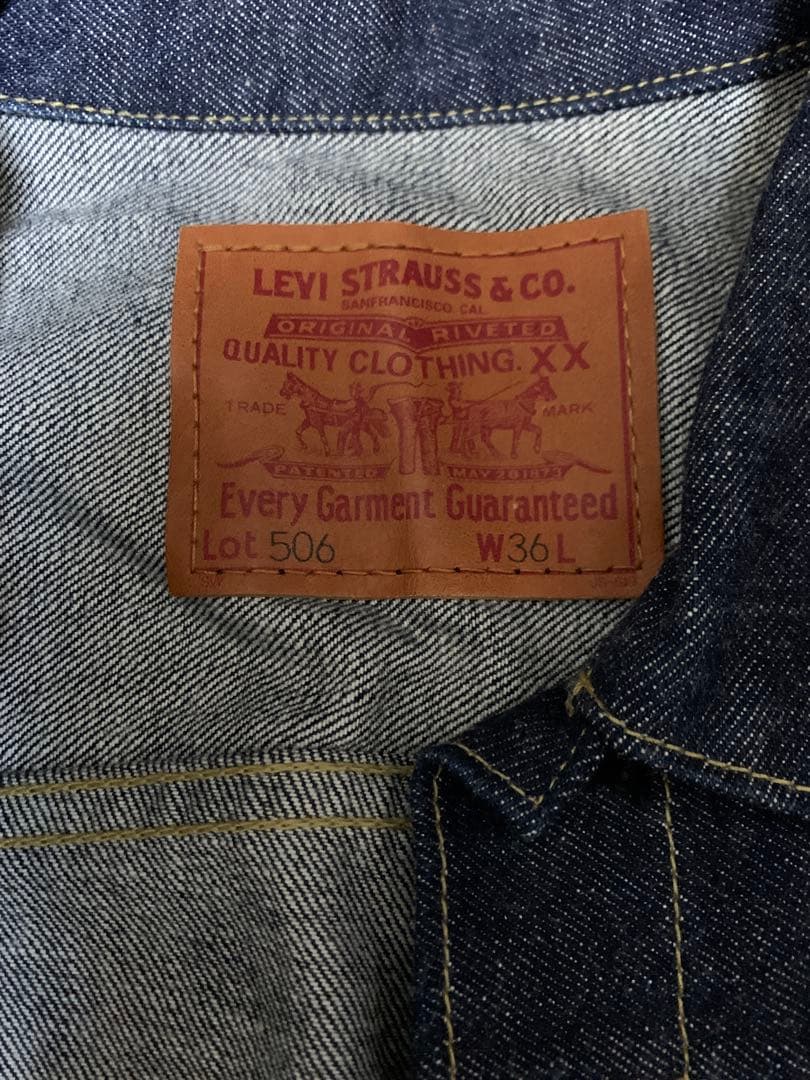 LEVI STRAUSS & CO.
SANFRANCISCO. CAL
ORIGINAL RIVETED
QUALITY CLOTHING. XX
TRADE MARK
PATENTED MAY 20 1873
Every Garment Guaranteed
Lot 506 W36 L